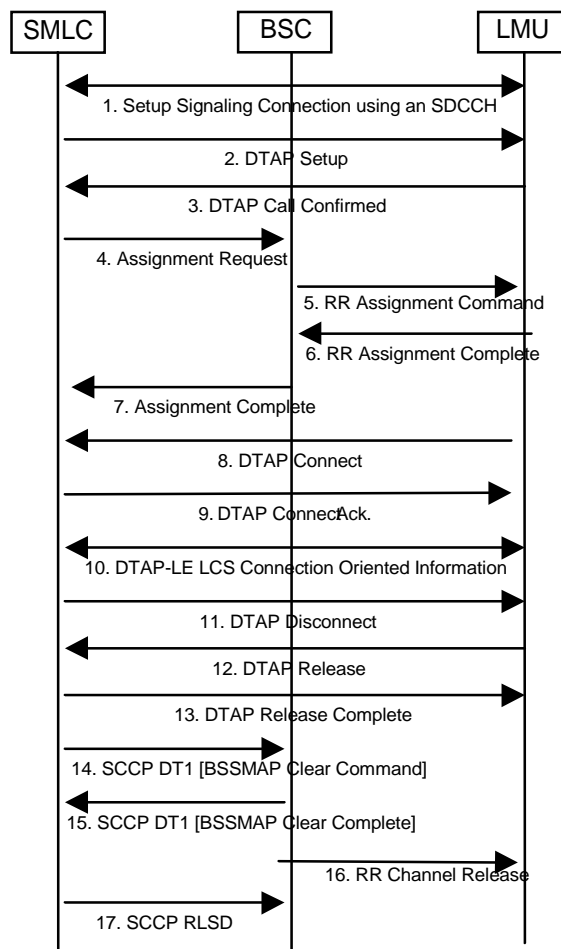 SMLC
BSC
LMU
1. Setup Signaling Connection using an SDCCH
2. DTAP Setup
3. DTAP Call Confirmed
4. Assignment Request
5. RR Assignment Command
6. RR Assignment Complete
7. Assignment Complete
8. DTAP Connect
9. DTAP Connect Ack.
10. DTAP-LE LCS Connection Oriented Information
11. DTAP Disconnect
12. DTAP Release
13. DTAP Release Complete
14. SCCP DT1 [BSSMAP Clear Command]
15. SCCP DT1 [BSSMAP Clear Complete]
16. RR Channel Release
17. SCCP RLSD